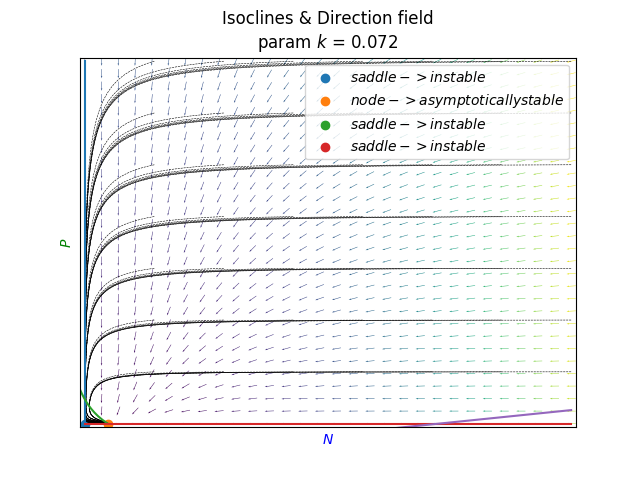 Isoclines & Direction field
param k = 0.072
saddle-> instable
node-> asymptoticallystable
saddle-> instable
saddle-> instable
P
N